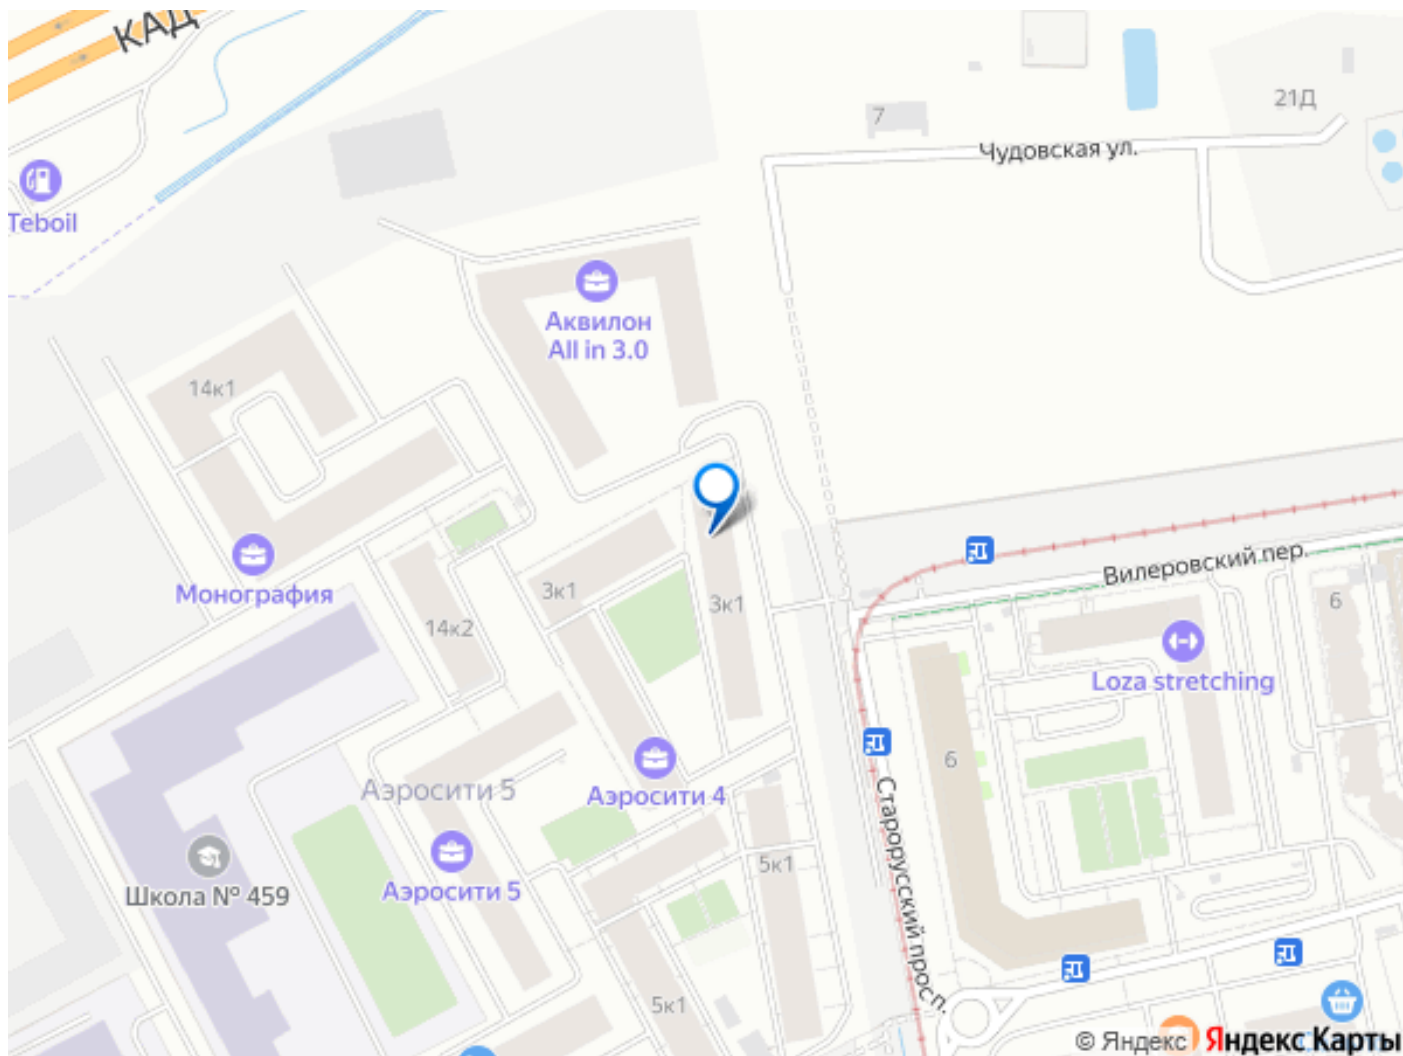 КАД
Teboil
7
21Д
Чудовская ул.
Аквилон
All in 3.0
14к1
Монография
3к1
14к2
3к1
Вилеровский пер.
6
Loza stretching
6
Аэросити 5
Аэросити 4
Старорусский просп.
5к1
Аэросити 5
Школа № 459
5к1
© Яндекс Яндекс Карты